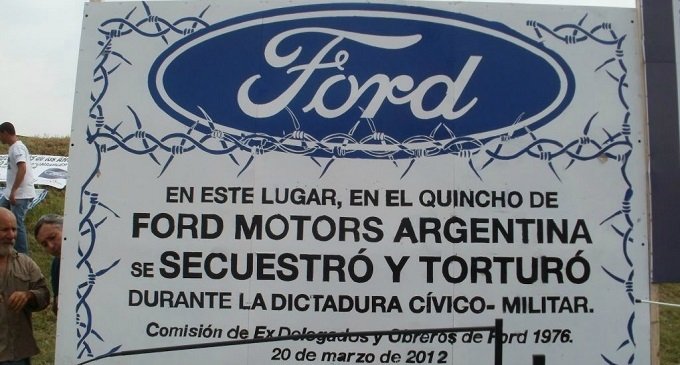 Ford
EN ESTE LUGAR, EN EL QUINCHO DE
FORD MOTORS ARGENTINA
SE SECUESTRÓ Y TORTURÓ
DURANTE LA DICTADURA CÍVICO- MILITAR.
Comisión de Ex Delegados y Obreros de Ford 1976.
20 de marzo de 2012